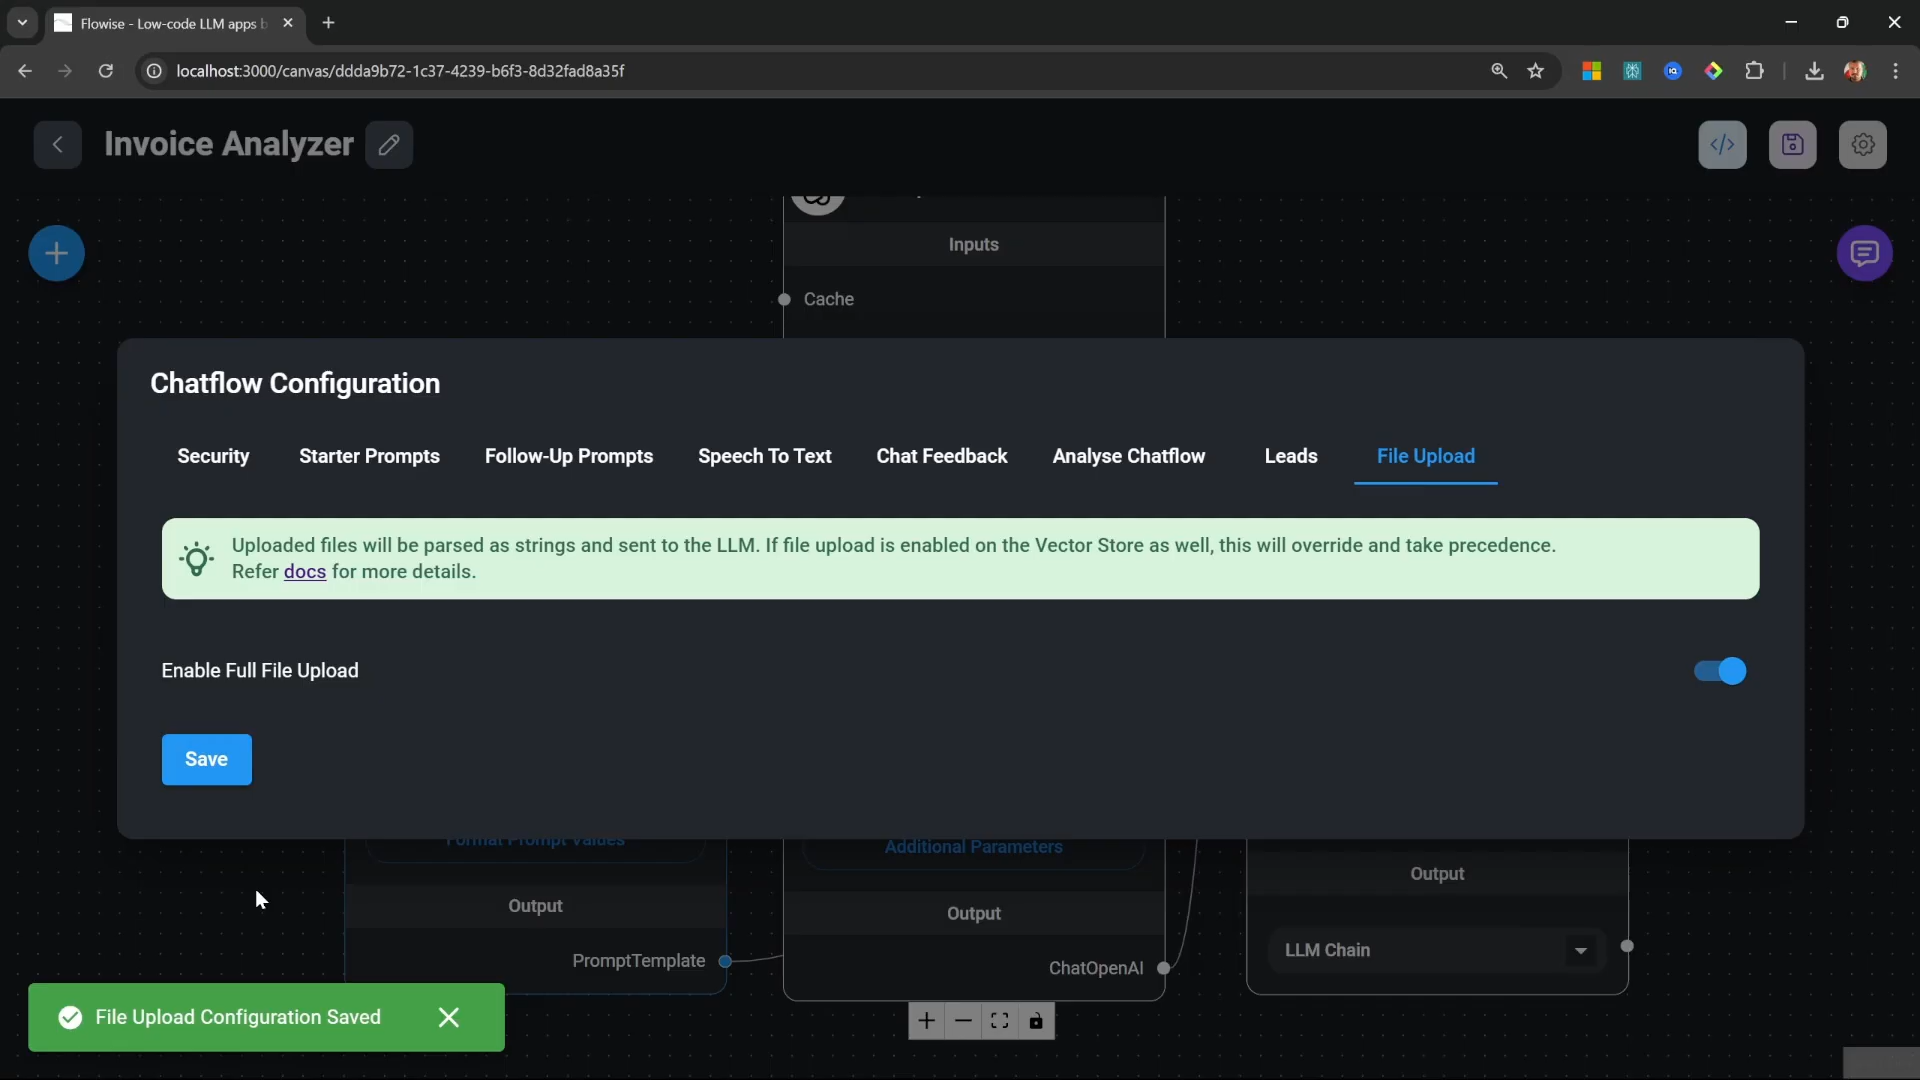 Flowise - Low-code LLM apps b
localhost:3000/canvas/ddda9b72-1c37-4239-b6f3-8d32fad8a35f
Invoice Analyzer
Inputs
Cache
Chatflow Configuration
Security Starter Prompts Follow-Up Prompts Speech To Text Chat Feedback Analyse Chatflow Leads File Upload
Uploaded files will be parsed as strings and sent to the LLM. If file upload is enabled on the Vector Store as well, this will override and take precedence.
Refer docs for more details.
Enable Full File Upload
Save
Format Prompt Values
Additional Parameters
Output
Output
Output
LLM Chain
PromptTemplate
ChatOpenAI
File Upload Configuration Saved